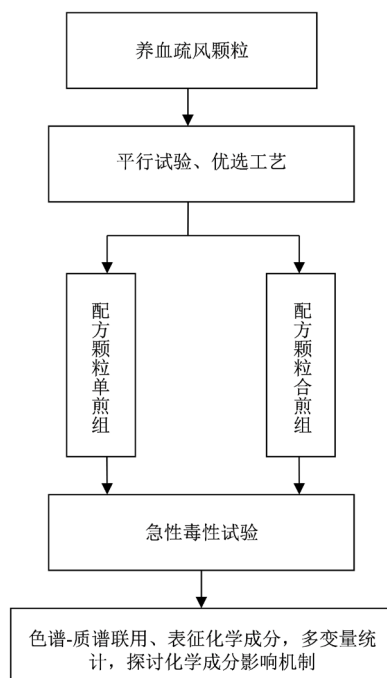 养血疏风颗粒
平行试验、优选工艺
配方颗粒单煎组
配方颗粒合煎组
急性毒性试验
色谱-质谱联用、表征化学成分，多变量统
计，探讨化学成分影响机制